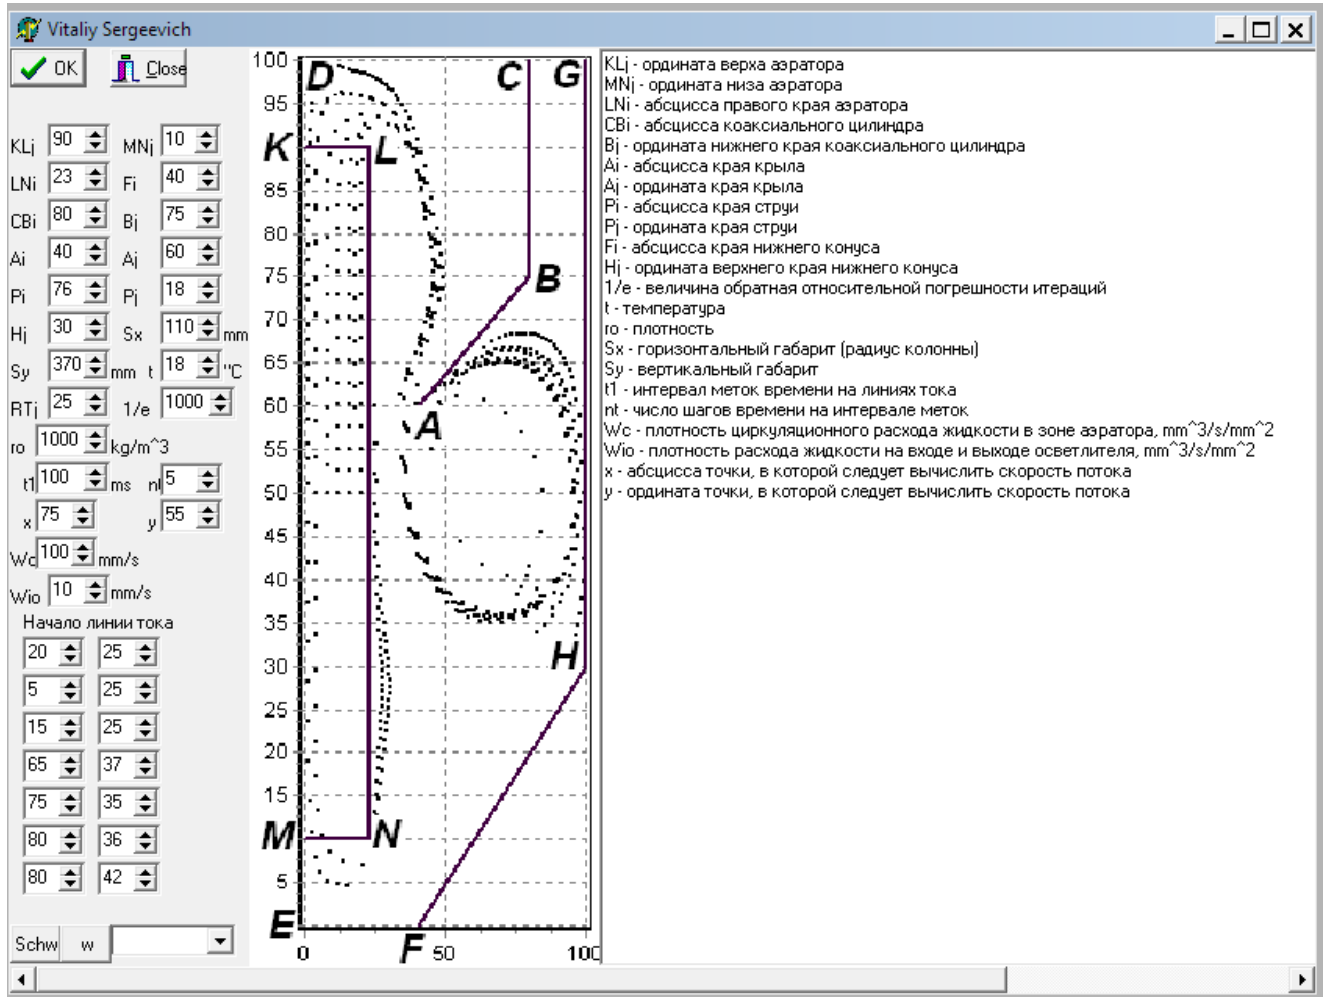 Vitaliy Sergeevich
OK Close
KLj 90 MNj 10
LNi 23 Fi 40
CBi 80 Bj 75
Ai 40 Aj 60
Pi 76 Pj 18
Hj 30 Sx 110 mm
Sy 370 mm t 18 "C
RTj 25 1/e 1000
ro 1000 kg/m^3
t1 100 ms 5
x 75 y 55
100 mm/s
Wio 10 mm/s
Начало линии тока
20 25
5 25
15 25
65 37
75 35
80 36
80 42
Schw w
100 D C G
95
K L
85
80
75 B
70
65
60
A
55
50
45
40
35
30 H
25
20
15
M N
5
E F
0 50 100
KLj - ордината верха аэратора
MNj - ордината низа аэратора
LNi - абсцисса правого края аэратора
CBi - абсцисса коаксиального цилиндра
Bj - ордината нижнего края коаксиального цилиндра
Ai - абсцисса края крыла
Aj - ордината края крыла
Pi - абсцисса края струи
Pj - ордината края струи
Fi - абсцисса края нижнего конуса
Hj - ордината верхнего края нижнего конуса
1/e - величина обратная относительной погрешности итераций
t - температура
ro - плотность
Sx - горизонтальный габарит (радиус колонны)
Sy - вертикальный габарит
t1 - интервал меток времени на линиях тока
nt - число шагов времени на интервале меток
Wc - плотность циркуляционного расхода жидкости в зоне аэратора, mm^3/s/mm^2
Wio - плотность расхода жидкости на входе и выходе осветлителя, mm^3/s/mm^2
x - абсцисса точки, в которой следует вычислить скорость потока
y - ордината точки, в которой следует вычислить скорость потока